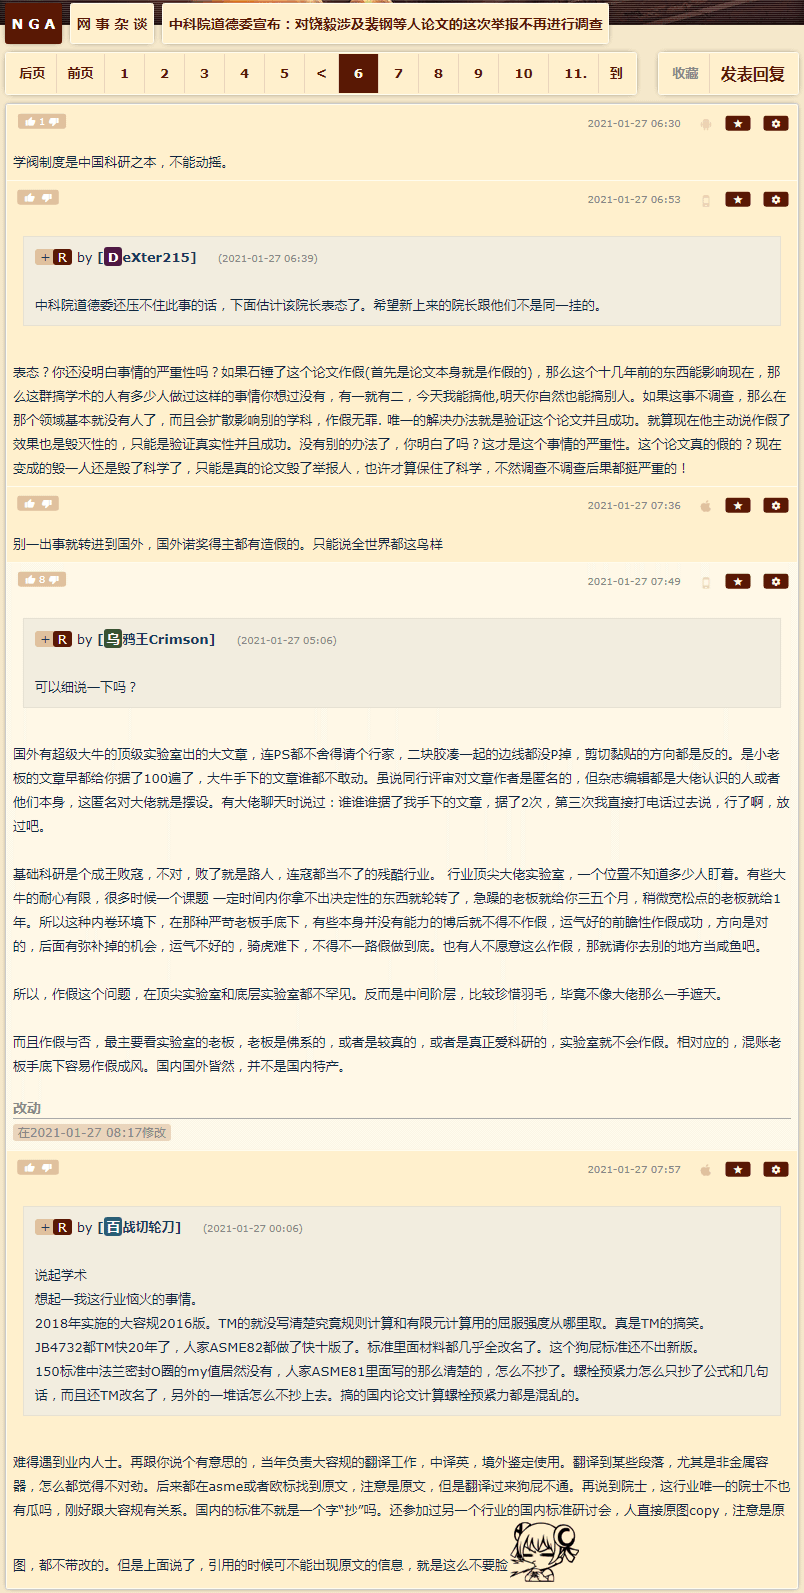 NGA 网事杂谈 中科院道德委宣布：对饶毅涉及裴钢等人论文的这次举报不再进行调查
后页 前页 1 2 3 4 5 < 6 7 8 9 10 11. 到 收藏 发表回复
1 2021-01-27 06:30
学阀制度是中国科研之本，不能动摇。
2021-01-27 06:53
+R by [DeXter215] (2021-01-27 06:39)
中科院道德委还压不住此事的话，下面估计该院长表态了。希望新上来的院长跟他们不是同一挂的。
表态？你还没明白事情的严重性吗？如果石锤了这个论文作假(首先是论文本身就是作假的)，那么这个十几年前的东西能影响现在，那
么这群搞学术的人有多少人做过这样的事情你想过没有，有一就有二，今天我能搞他,明天你自然也能搞别人。如果这事不调查，那么在
那个领域基本就没有人了，而且会扩散影响别的学科，作假无罪. 唯一的解决办法就是验证这个论文并且成功。就算现在他主动说作假了
效果也是毁灭性的，只能是验证真实性并且成功。没有别的办法了，你明白了吗？这才是这个事情的严重性。这个论文真的假的？现在
变成的毁一人还是毁了科学了，只能是真的论文毁了举报人，也许才算保住了科学，不然调查不调查后果都挺严重的！
2021-01-27 07:36
别一出事就转进到国外，国外诺奖得主都有造假的。只能说全世界都这鸟样
8 2021-01-27 07:49
+R by [乌鸦王Crimson] (2021-01-27 05:06)
可以细说一下吗？
国外有超级大牛的顶级实验室出的大文章，连PS都不舍得请个行家，二块胶凑一起的边线都没P掉，剪切黏贴的方向都是反的。是小老
板的文章早都给你据了100遍了，大牛手下的文章谁都不敢动。虽说同行评审对文章作者是匿名的，但杂志编辑都是大佬认识的人或者
他们本身，这匿名对大佬就是摆设。有大佬聊天时说过：谁谁谁据了我手下的文章，据了2次，第三次我直接打电话过去说，行了啊，放
过吧。
基础科研是个成王败寇，不对，败了就是路人，连寇都当不了的残酷行业。 行业顶尖大佬实验室，一个位置不知道多少人盯着。有些大
牛的耐心有限，很多时候一个课题 一定时间内你拿不出决定性的东西就轮转了，急躁的老板就给你三五个月，稍微宽松点的老板就给1
年。所以这种内卷环境下，在那种严苛老板手底下，有些本身并没有能力的博后就不得不作假，运气好的前瞻性作假成功，方向是对
的，后面有弥补掉的机会，运气不好的，骑虎难下，不得不一路假做到底。也有人不愿意这么作假，那就请你去别的地方当咸鱼吧。
所以，作假这个问题，在顶尖实验室和底层实验室都不罕见。反而是中间阶层，比较珍惜羽毛，毕竟不像大佬那么一手遮天。
而且作假与否，最主要看实验室的老板，老板是佛系的，或者是较真的，或者是真正爱科研的，实验室就不会作假。相对应的，混账老
板手底下容易作假成风。国内国外皆然，并不是国内特产。
改动
在2021-01-27 08:17修改
2021-01-27 07:57
+R by [百战切轮刀] (2021-01-27 00:06)
说起学术
想起一我这行业恼火的事情。
2018年实施的大容规2016版。TM的就没写清楚究竟规则计算和有限元计算用的屈服强度从哪里取。真是TM的搞笑。
JB4732都TM快20年了，人家ASME82都做了快十版了。标准里面材料都几乎全改名了。这个狗屁标准还不出新版。
150标准中法兰密封O圈的my值居然没有，人家ASME81里面写的那么清楚的，怎么不抄了。螺栓预紧力怎么只抄了公式和几句
话，而且还TM改名了，另外的一堆话怎么不抄上去。搞的国内论文计算螺栓预紧力都是混乱的。
难得遇到业内人士。再跟你说个有意思的，当年负责大容规的翻译工作，中译英，境外鉴定使用。翻译到某些段落，尤其是非金属容
器，怎么都觉得不对劲。后来都在asme或者欧标找到原文，注意是原文，但是翻译过来狗屁不通。再说到院士，这行业唯一的院士不也
有瓜吗，刚好跟大容规有关系。国内的标准不就是一个字“抄”吗。还参加过另一个行业的国内标准研讨会，人直接原图copy，注意是原
图，都不带改的。但是上面说了，引用的时候可不能出现原文的信息，就是这么不要脸